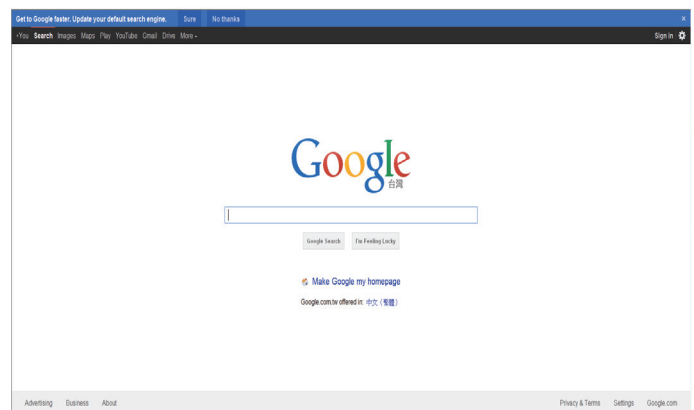 Get to Google faster. Update your default search engine. Sure No thanks ×
+You Search Images Maps Play YouTube Gmail Drive More Sign in
Google
台灣
Google Search I'm Feeling Lucky
Make Google my homepage
Google.com.tw offered in: 中文（繁體）
Advertising Business About Privacy & Terms Settings Google.com